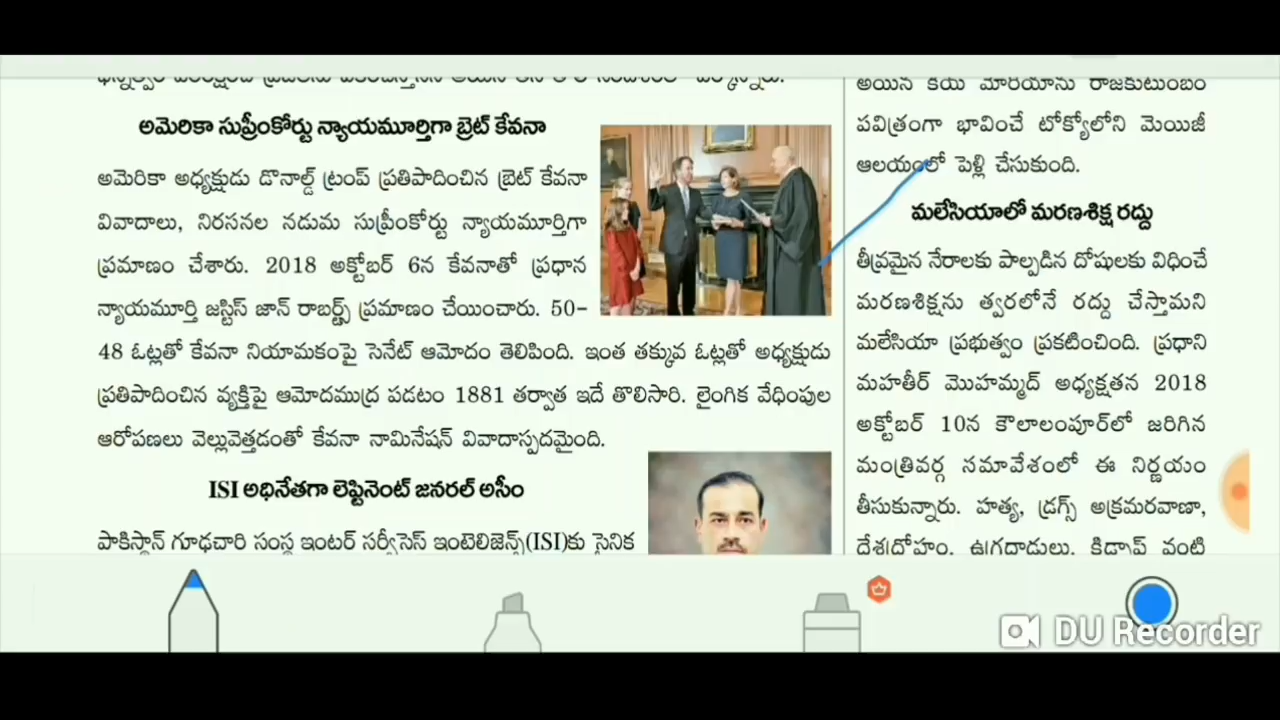 అమెరికా సుప్రీంకోర్టు న్యాయమూర్తిగా బ్రెట్ కేవనా
అమెరికా అధ్యక్షుడు డొనాల్డ్ ట్రంప్ ప్రతిపాదించిన బ్రెట్ కేవనా
వివాదాలు, నిరసనల నడుమ సుప్రీంకోర్టు న్యాయమూర్తిగా
ప్రమాణం చేశారు. 2018 అక్టోబర్ 6న కేవనాతో ప్రధాన
న్యాయమూర్తి జస్టిస్ జాన్ రాబర్ట్స్ ప్రమాణం చేయించారు. 50-
48 ఓట్లతో కేవనా నియామకంపై సెనేట్ ఆమోదం తెలిపింది. ఇంత తక్కువ ఓట్లతో అధ్యక్షుడు
ప్రతిపాదించిన వ్యక్తిపై ఆమోదముద్ర పడటం 1881 తర్వాత ఇదే తొలిసారి. లైంగిక వేధింపుల
ఆరోపణలు వెల్లువెత్తడంతో కేవనా నామినేషన్ వివాదాస్పదమైంది.
ISI అధినేతగా లెఫ్టినెంట్ జనరల్ అసీం
పాకిస్థాన్ గూఢచారి సంస్థ ఇంటర్ సర్వీసెస్ ఇంటెలిజెన్స్(ISI)కు సైనిక
అయిన కెయి మోరియాను రాజకుటుంబం
పవిత్రంగా భావించే టోక్యోలోని మెయిజీ
ఆలయంలో పెళ్లి చేసుకుంది.
మలేసియాలో మరణశిక్ష రద్దు
తీవ్రమైన నేరాలకు పాల్పడిన దోషులకు విధించే
మరణశిక్షను త్వరలోనే రద్దు చేస్తామని
మలేసియా ప్రభుత్వం ప్రకటించింది. ప్రధాని
మహతీర్ మొహమ్మద్ అధ్యక్షతన 2018
అక్టోబర్ 10న కౌలాలంపూర్‌లో జరిగిన
మంత్రివర్గ సమావేశంలో ఈ నిర్ణయం
తీసుకున్నారు. హత్య, డ్రగ్స్ అక్రమరవాణా,
దేశద్రోహం, ఉగ్రదాడులు, కిడ్నాప్ వంటి
DU Recorder